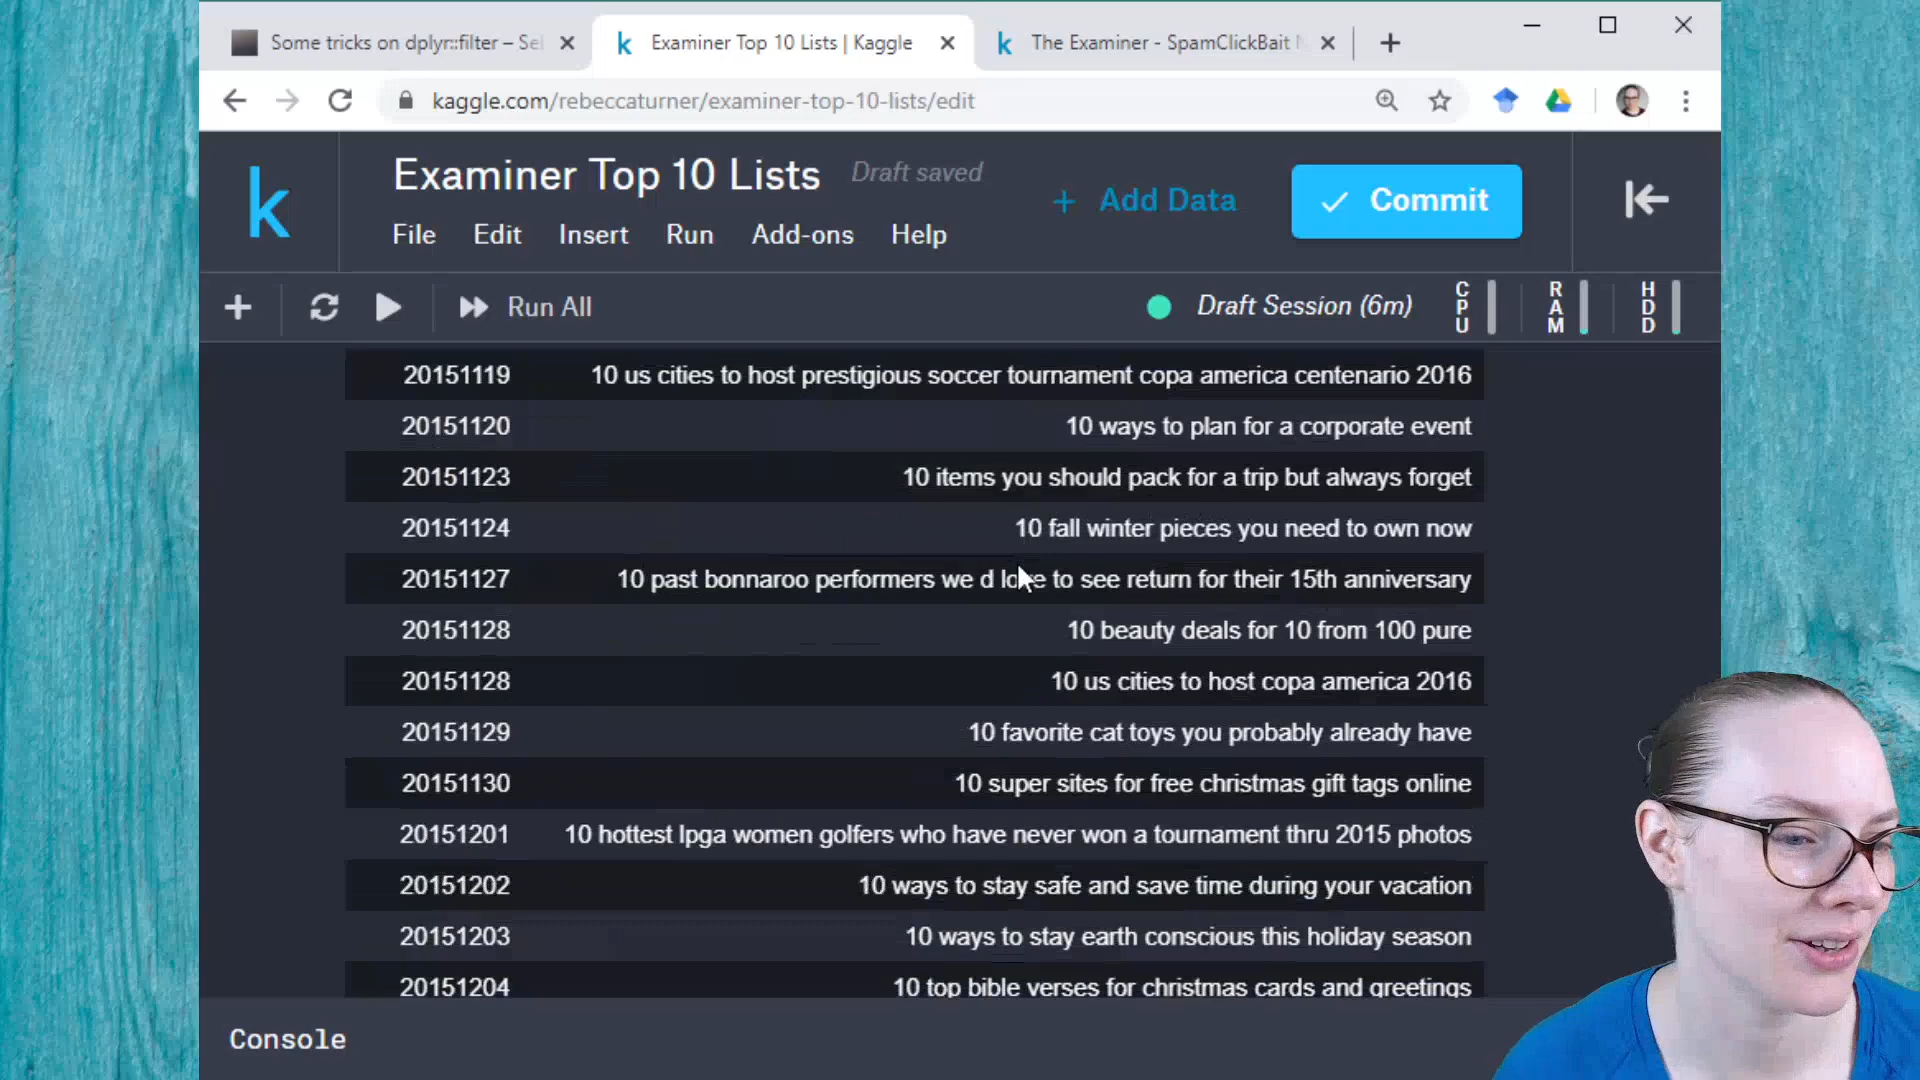 Some tricks on dplyr::filter – Sel
Examiner Top 10 Lists | Kaggle
The Examiner - SpamClickBait
kaggle.com/rebeccaturner/examiner-top-10-lists/edit
k
Examiner Top 10 Lists
Draft saved
File Edit Insert Run Add-ons Help
+ Add Data
Commit
Run All
Draft Session (6m)
CPU
RAM
HDD
20151119 10 us cities to host prestigious soccer tournament copa america centenario 2016
20151120 10 ways to plan for a corporate event
20151123 10 items you should pack for a trip but always forget
20151124 10 fall winter pieces you need to own now
20151127 10 past bonnaroo performers we d love to see return for their 15th anniversary
20151128 10 beauty deals for 10 from 100 pure
20151128 10 us cities to host copa america 2016
20151129 10 favorite cat toys you probably already have
20151130 10 super sites for free christmas gift tags online
20151201 10 hottest lpga women golfers who have never won a tournament thru 2015 photos
20151202 10 ways to stay safe and save time during your vacation
20151203 10 ways to stay earth conscious this holiday season
20151204 10 top bible verses for christmas cards and greetings
Console